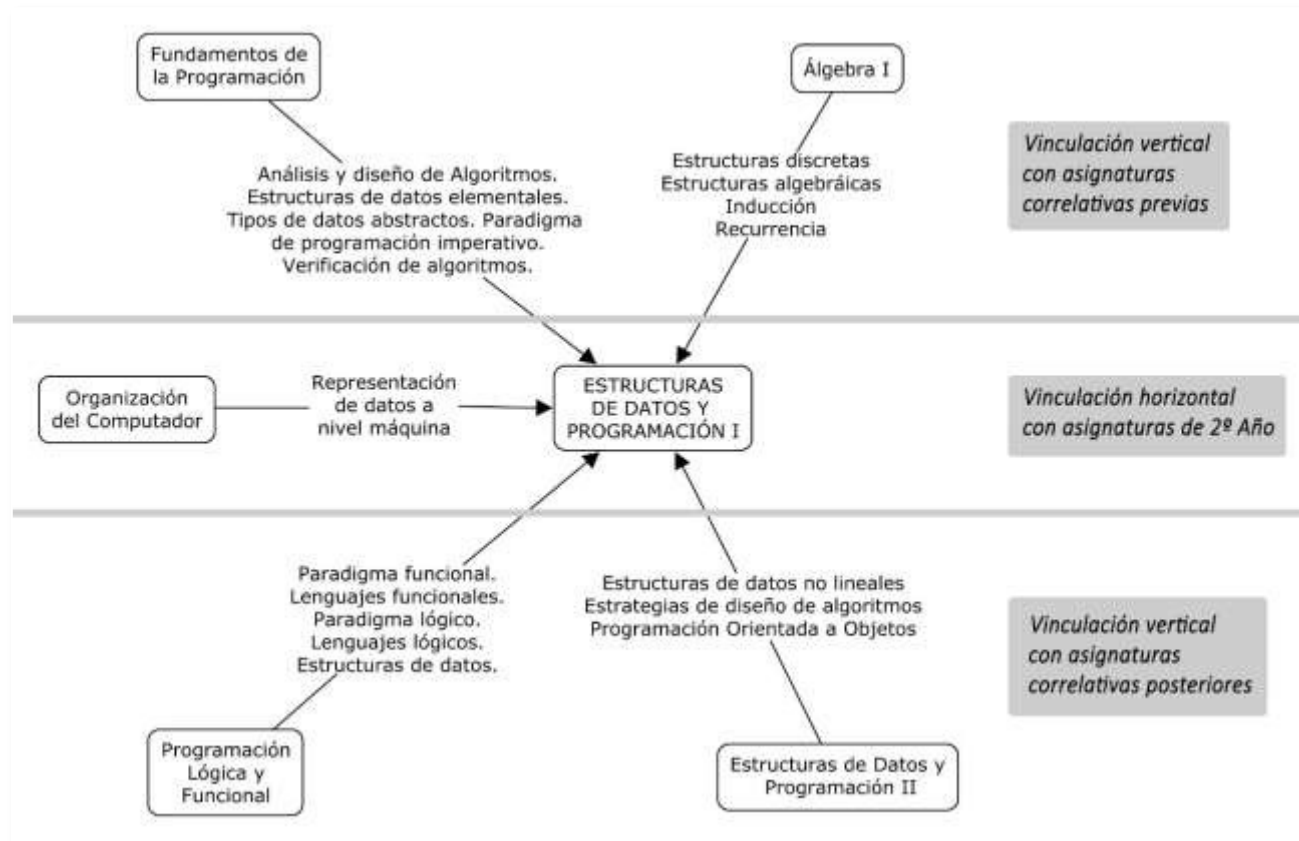 Fundamentos de
la Programación
Álgebra I
Análisis y diseño de Algoritmos.
Estructuras de datos elementales.
Tipos de datos abstractos. Paradigma
de programación imperativo.
Verificación de algoritmos.
Estructuras discretas
Estructuras algebráicas
Inducción
Recurrencia
Vinculación vertical
con asignaturas
correlativas previas
Organización
del Computador
Representación
de datos a
nivel máquina
ESTRUCTURAS
DE DATOS Y
PROGRAMACIÓN I
Vinculación horizontal
con asignaturas de 2º Año
Paradigma funcional.
Lenguajes funcionales.
Paradigma lógico.
Lenguajes lógicos.
Estructuras de datos.
Estructuras de datos no lineales
Estrategias de diseño de algoritmos
Programación Orientada a Objetos
Vinculación vertical
con asignaturas
correlativas posteriores
Programación
Lógica y
Funcional
Estructuras de Datos y
Programación II